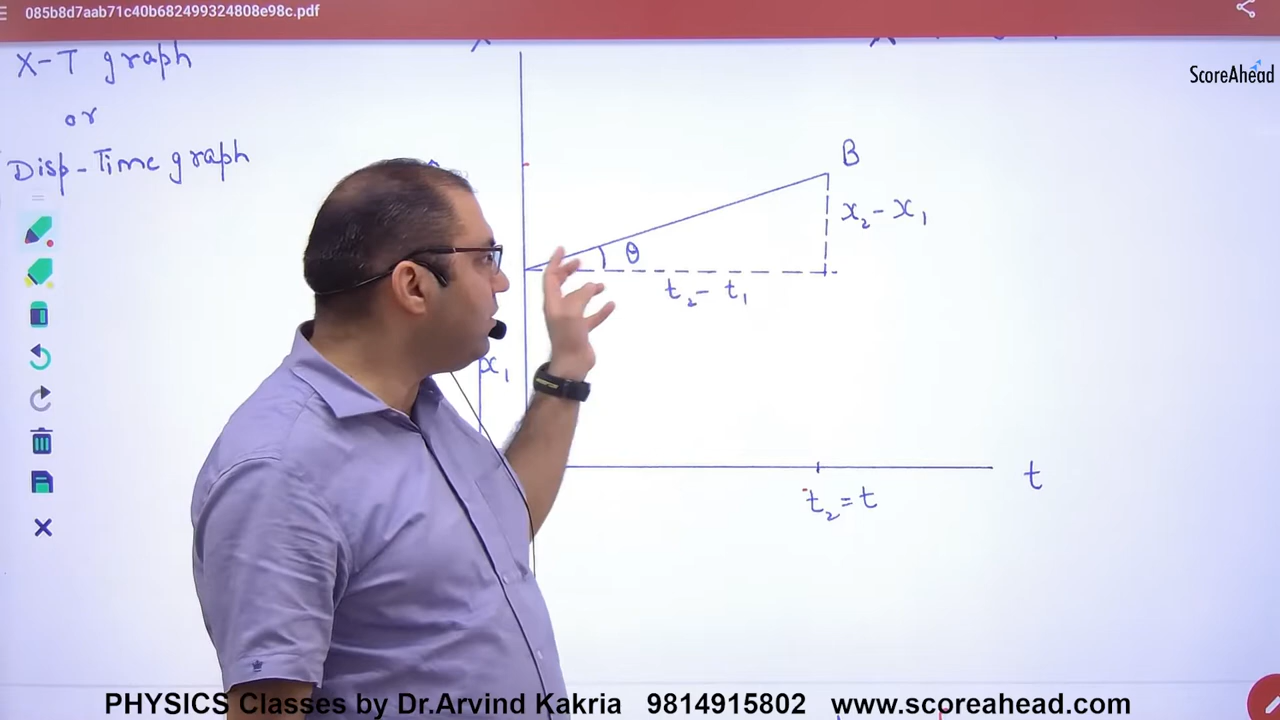 085b8d7aab71c40b682499324808e98c.pdf
X-T graph
or
Disp-Time graph
ScoreAhead
B
x₂-x₁
θ
t₂- t₁
x₁
t
t₂=t
PHYSICS Classes by Dr.Arvind Kakria 9814915802 www.scoreahead.com